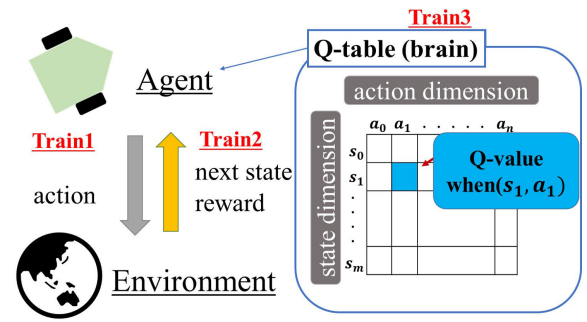 Train3
Q-table (brain)
Agent
action dimension
Train1
Train2
a₀ a₁ . . . . . aₙ
state dimension
s₀
s₁
.
.
.
.
sₘ
Q-value
when(s₁, a₁)
action
next state
reward
Environment